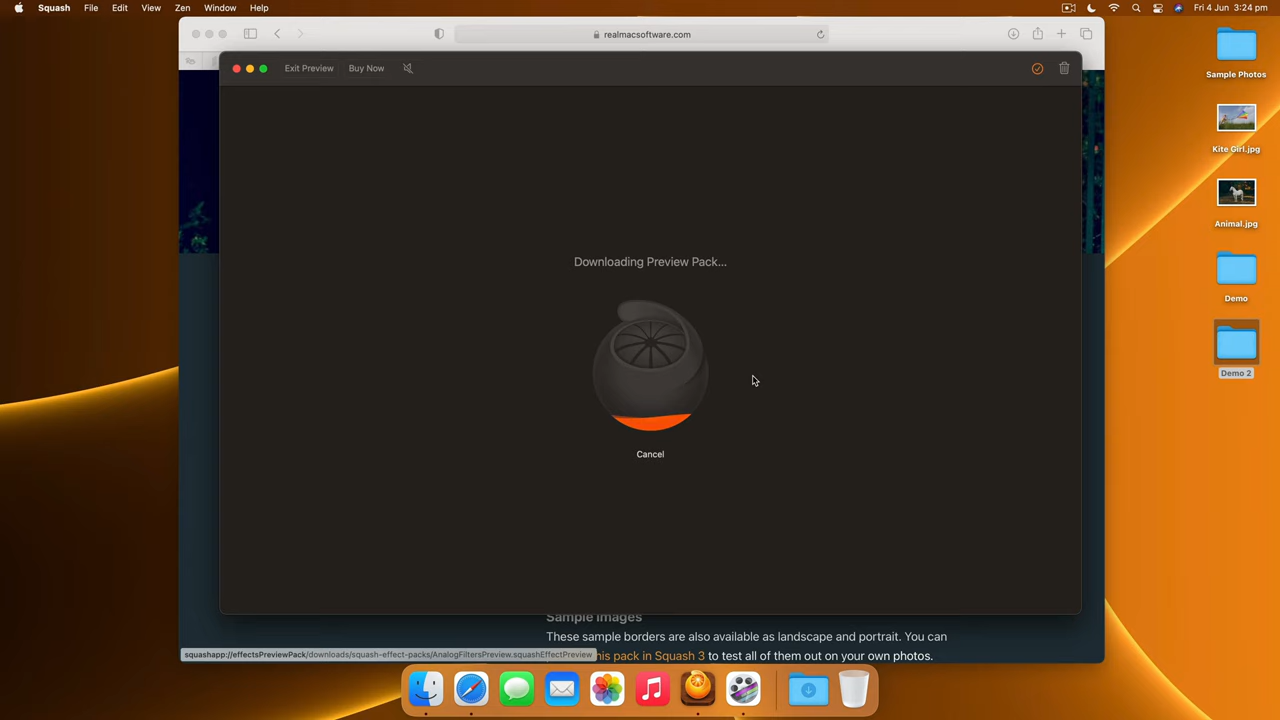 Squash File Edit View Zen Window Help
Fri 4 Jun 3:24 pm
realmacsoftware.com
Exit Preview Buy Now
Sample Photos
Kite Girl.jpg
Animal.jpg
Demo
Demo 2
Downloading Preview Pack...
Cancel
Sample Images
These sample borders are also available as landscape and portrait. You can
his pack in Squash 3 to test all of them out on your own photos.
squashapp://effectsPreviewPack/downloads/squash-effect-packs/AnalogFiltersPreview.squashEffectPreview